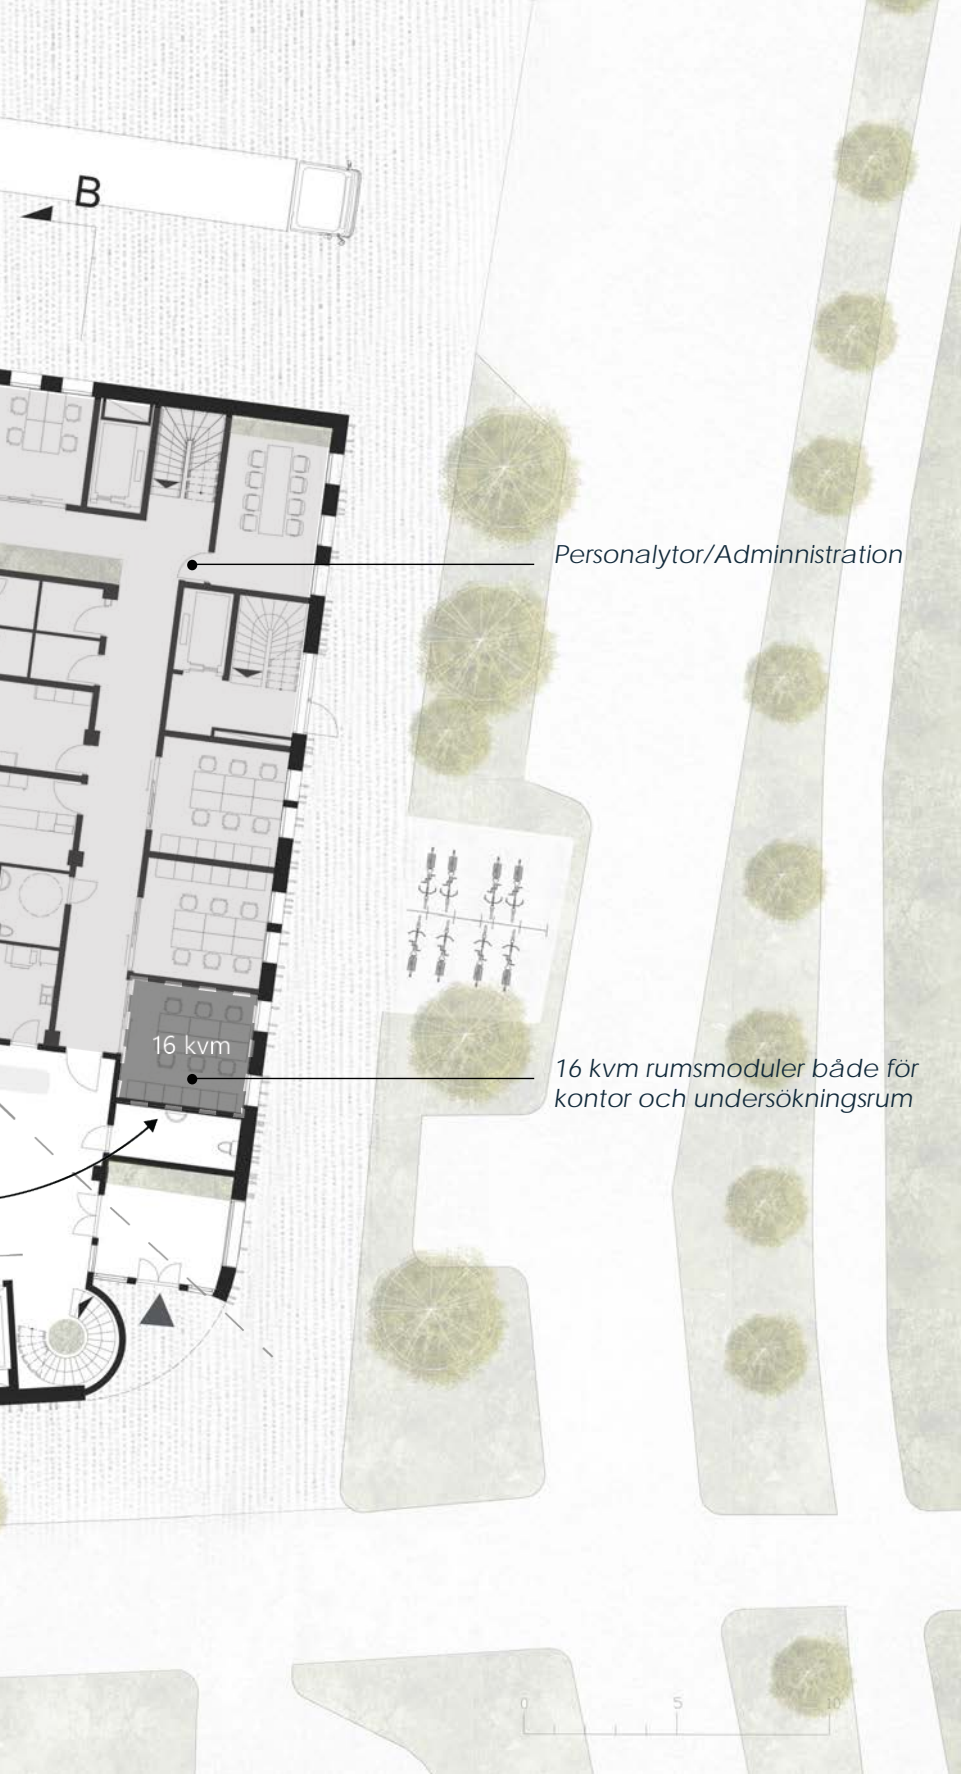 B
Personalytor/Adminnistration
16 kvm
16 kvm rumsmoduler både för
kontor och undersökningsrum
0 5 10